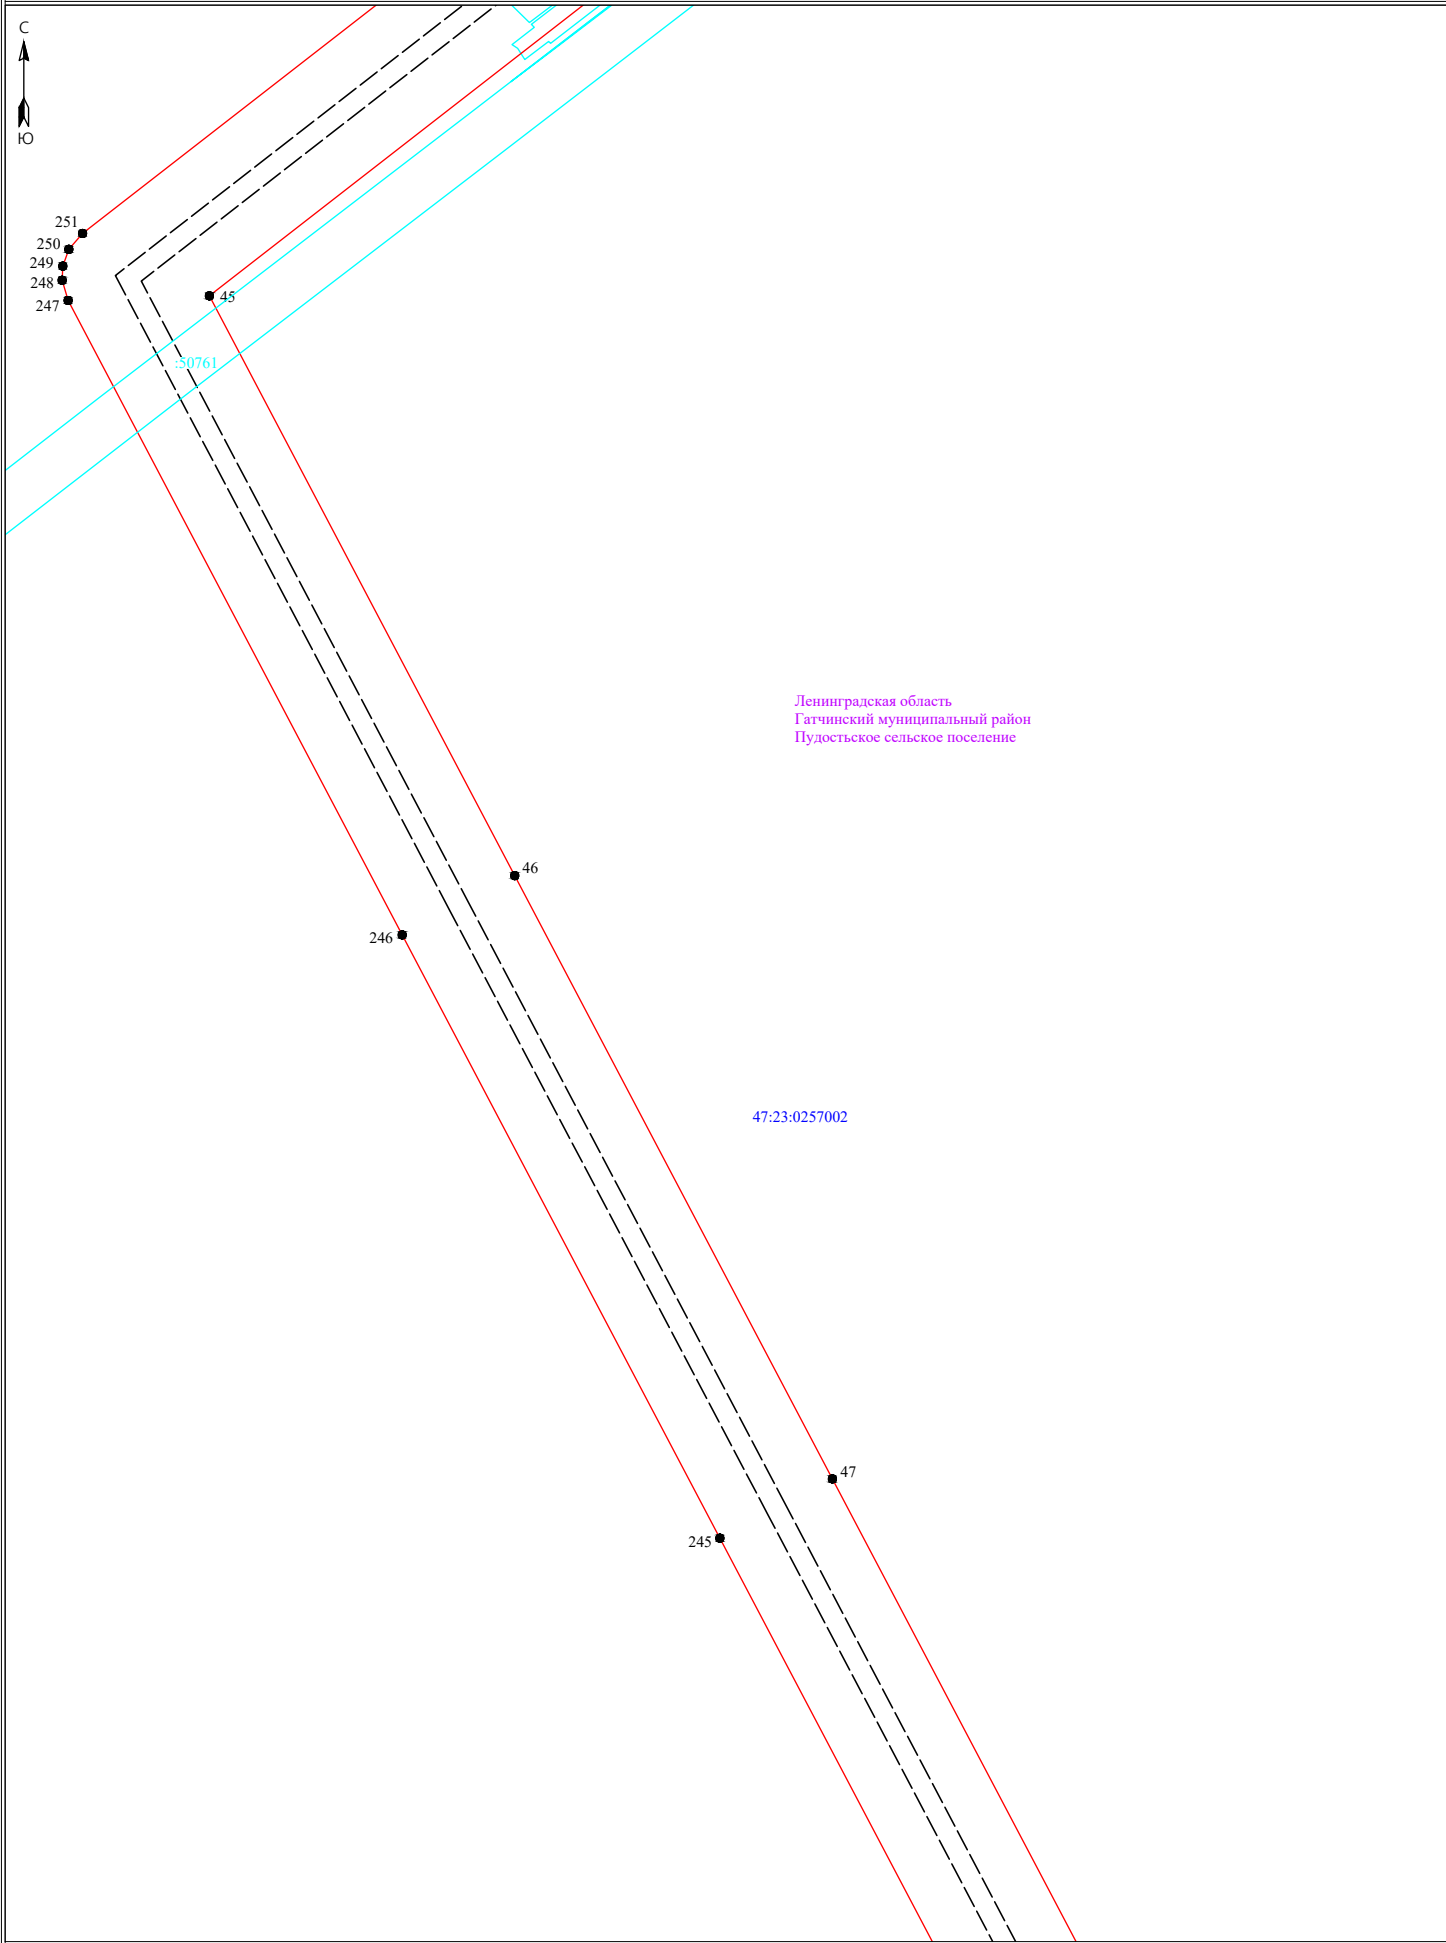 С
Ю
251
250
249
248
247
45
:50761
46
246
Ленинградская область
Гатчинский муниципальный район
Пудостьское сельское поселение
47:23:0257002
47
245